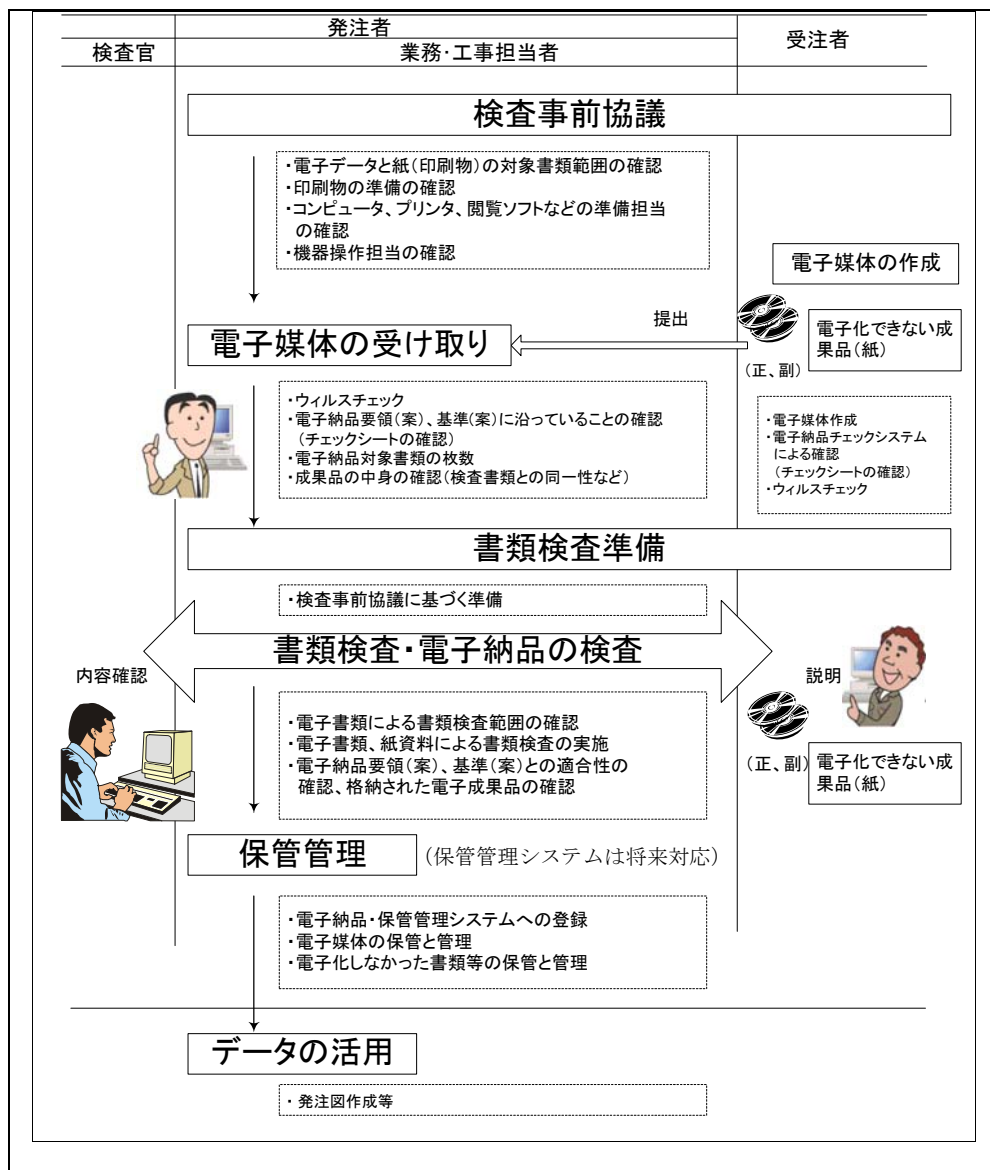 発注者
受注者
検査官
業務・工事担当者
検査事前協議
・電子データと紙(印刷物)の対象書類範囲の確認
・印刷物の準備の確認
・コンピュータ、プリンタ、閲覧ソフトなどの準備担当
の確認
・機器操作担当の確認
電子媒体の作成
提出
電子化できない成
果品(紙)
(正、副)
電子媒体の受け取り
・ウィルスチェック
・電子納品要領(案)、基準(案)に沿っていることの確認
(チェックシートの確認)
・電子納品対象書類の枚数
・成果品の中身の確認(検査書類との同一性など)
・電子媒体作成
・電子納品チェックシステム
による確認
(チェックシートの確認)
・ウィルスチェック
書類検査準備
・検査事前協議に基づく準備
書類検査・電子納品の検査
内容確認
説明
・電子書類による書類検査範囲の確認
・電子書類、紙資料による書類検査の実施
・電子納品要領(案)、基準(案)との適合性の
確認、格納された電子成果品の確認
(正、副)
電子化できない成
果品(紙)
保管管理
(保管管理システムは将来対応)
・電子納品・保管管理システムへの登録
・電子媒体の保管と管理
・電子化しなかった書類等の保管と管理
データの活用
・発注図作成等